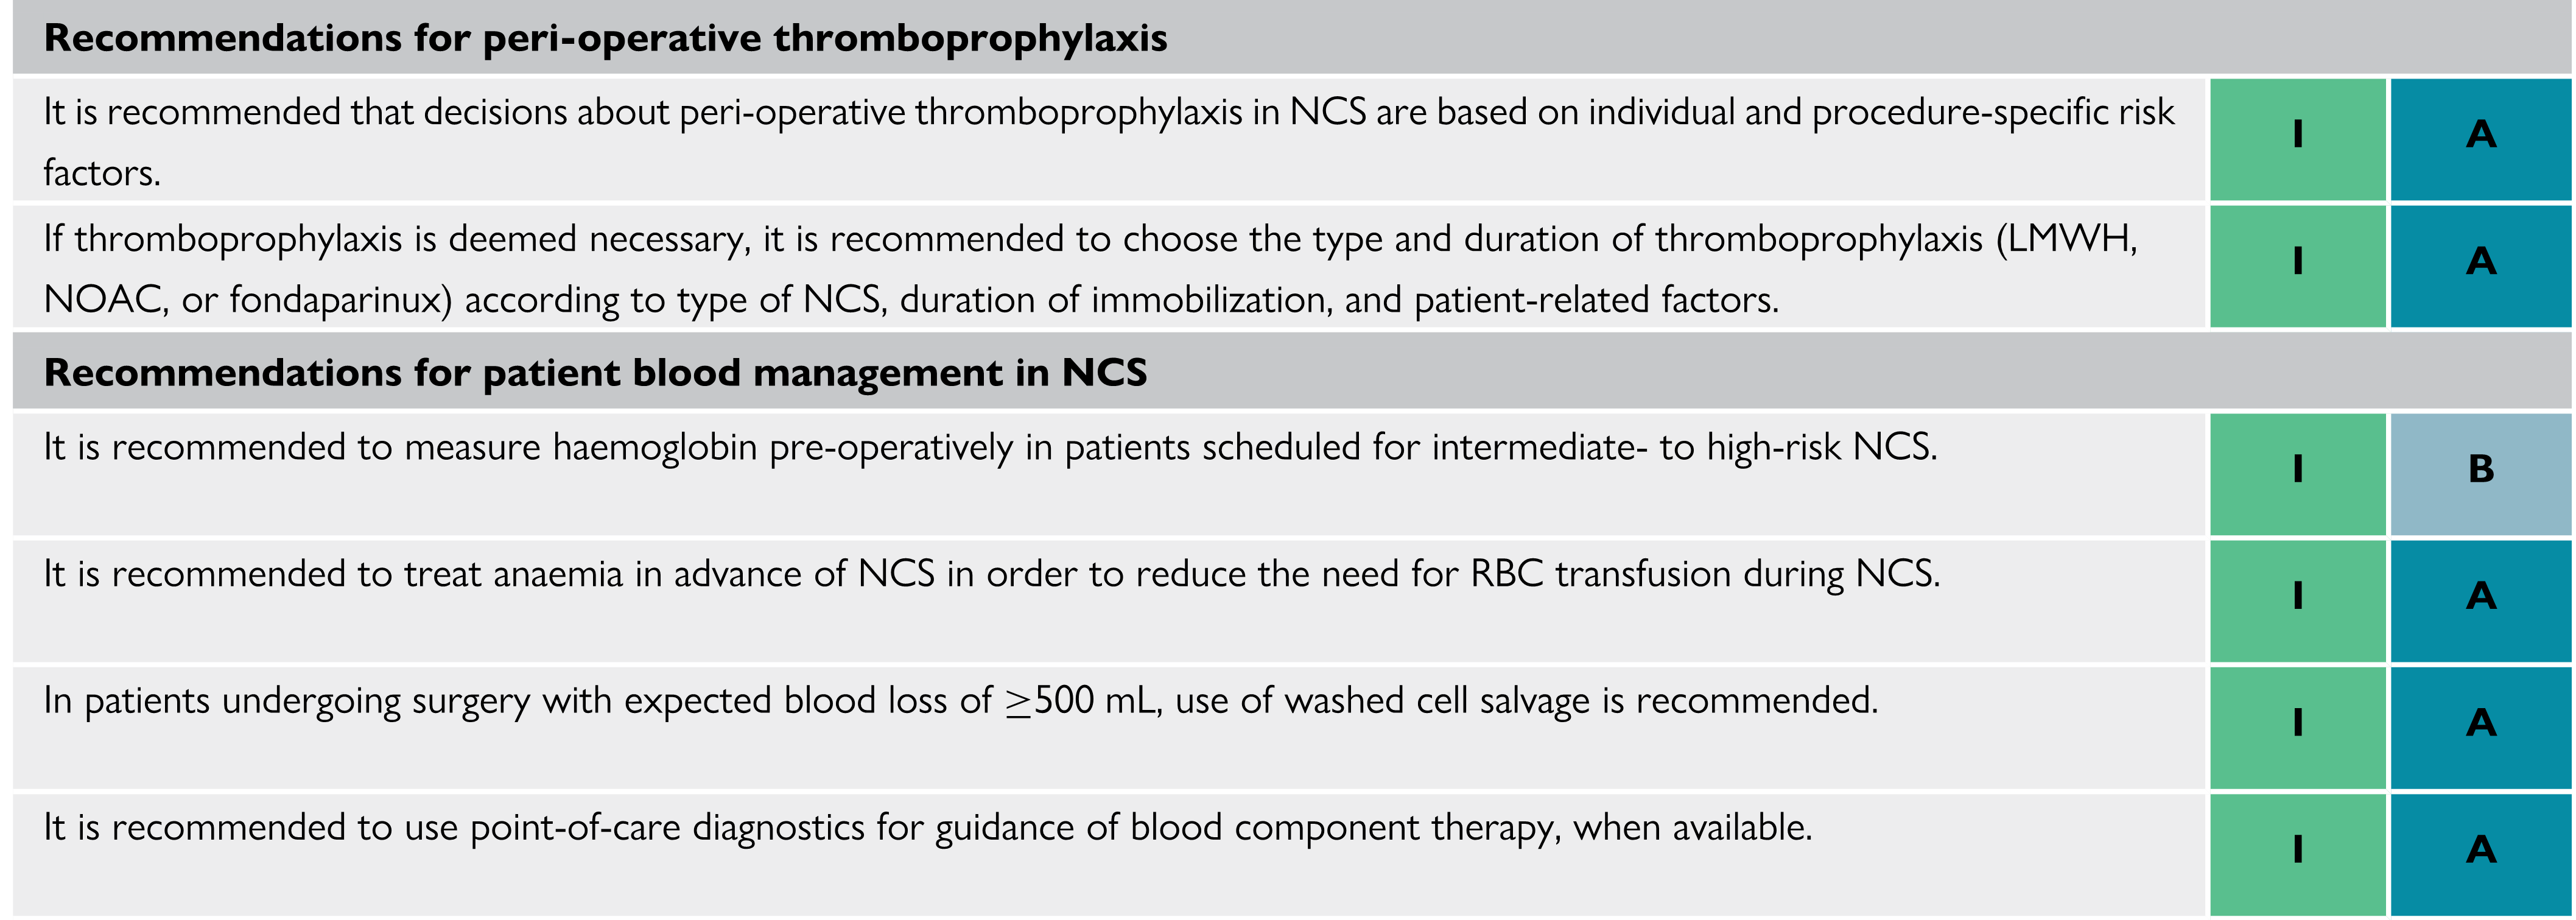 Recommendations for peri-operative thromboprophylaxis
It is recommended that decisions about peri-operative thromboprophylaxis in NCS are based on individual and procedure-specific risk
factors.
I A
If thromboprophylaxis is deemed necessary, it is recommended to choose the type and duration of thromboprophylaxis (LMWH,
NOAC, or fondaparinux) according to type of NCS, duration of immobilization, and patient-related factors.
I A
Recommendations for patient blood management in NCS
It is recommended to measure haemoglobin pre-operatively in patients scheduled for intermediate- to high-risk NCS.
I B
It is recommended to treat anaemia in advance of NCS in order to reduce the need for RBC transfusion during NCS.
I A
In patients undergoing surgery with expected blood loss of ≥500 mL, use of washed cell salvage is recommended.
I A
It is recommended to use point-of-care diagnostics for guidance of blood component therapy, when available.
I A